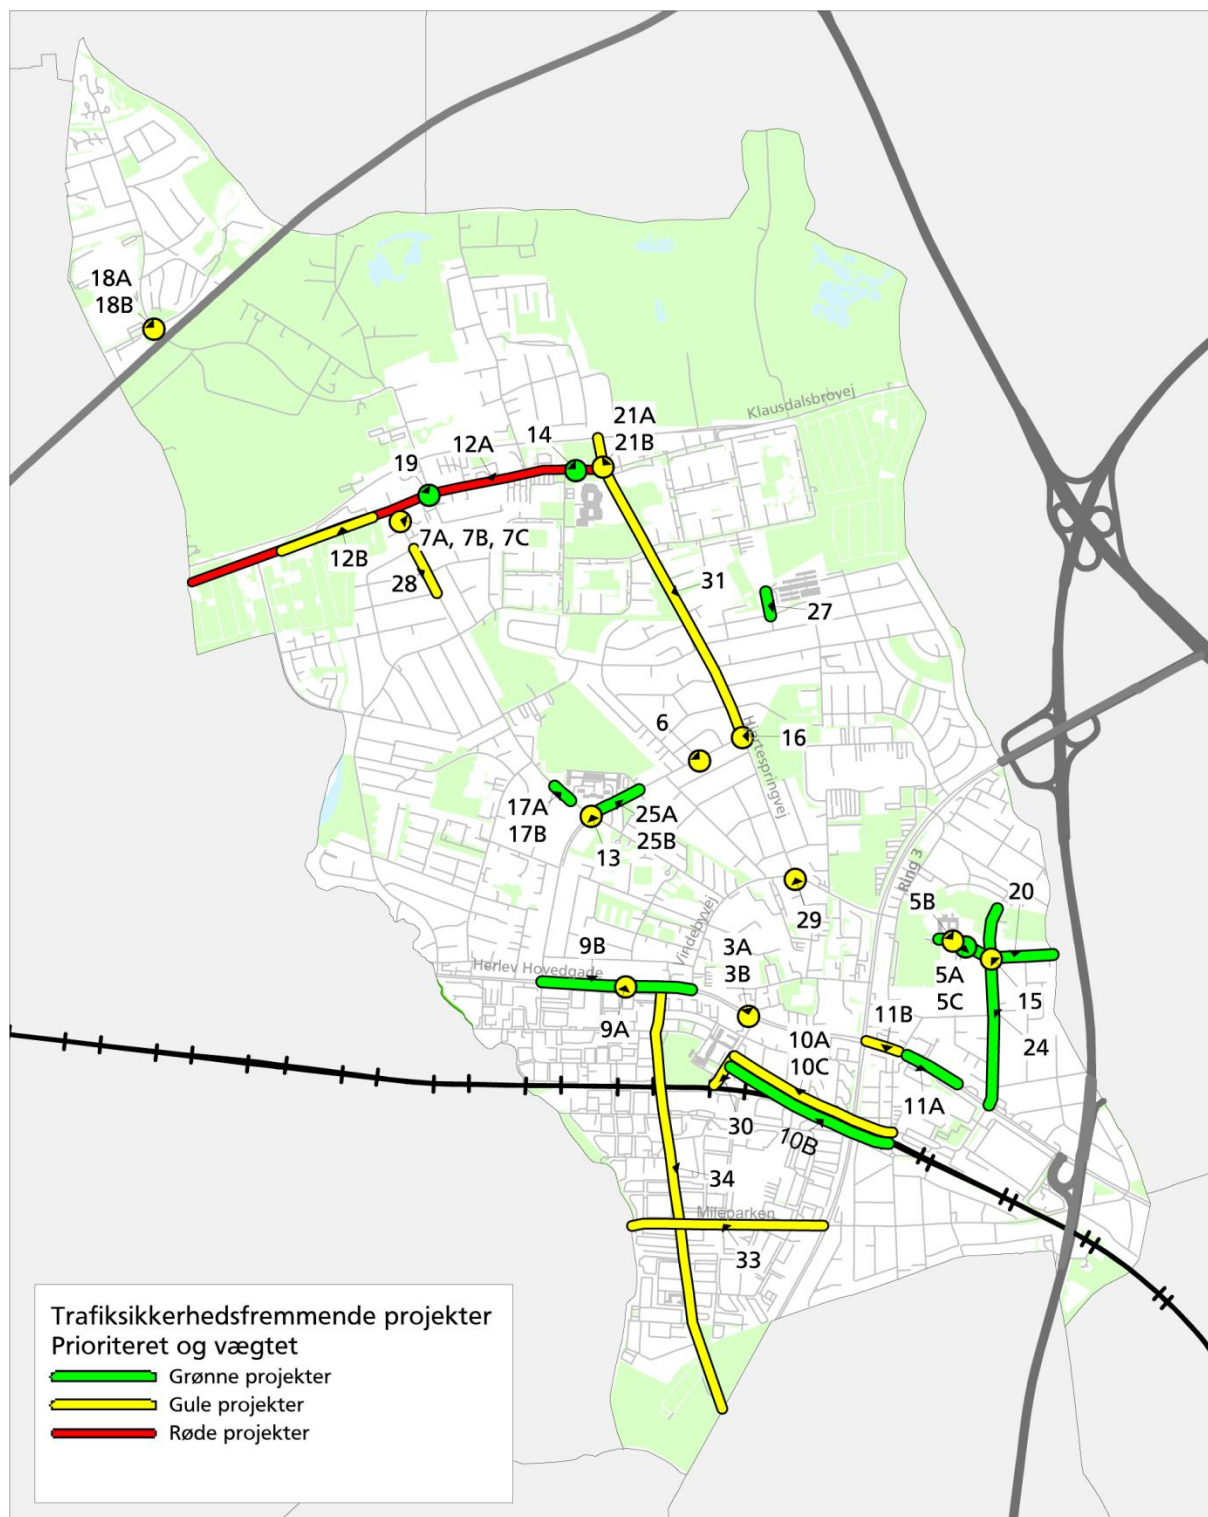 18A
18B
Klausdalsbrovej
21A
21B
14
12A
19
7A, 7B, 7C
12B
28
31
27
6
16
Hjortespringvej
17A
17B
25A
25B
13
Ring 3
29
20
5B
Vindebyvej
9B
3A
3B
Herlev Hovedgade
5A
5C
15
9A
11B
10A
10C
24
11A
30
10B
34
Mileparken
33
Trafiksikkerhedsfremmende projekter
Prioriteret og vægtet
Grønne projekter
Gule projekter
Røde projekter